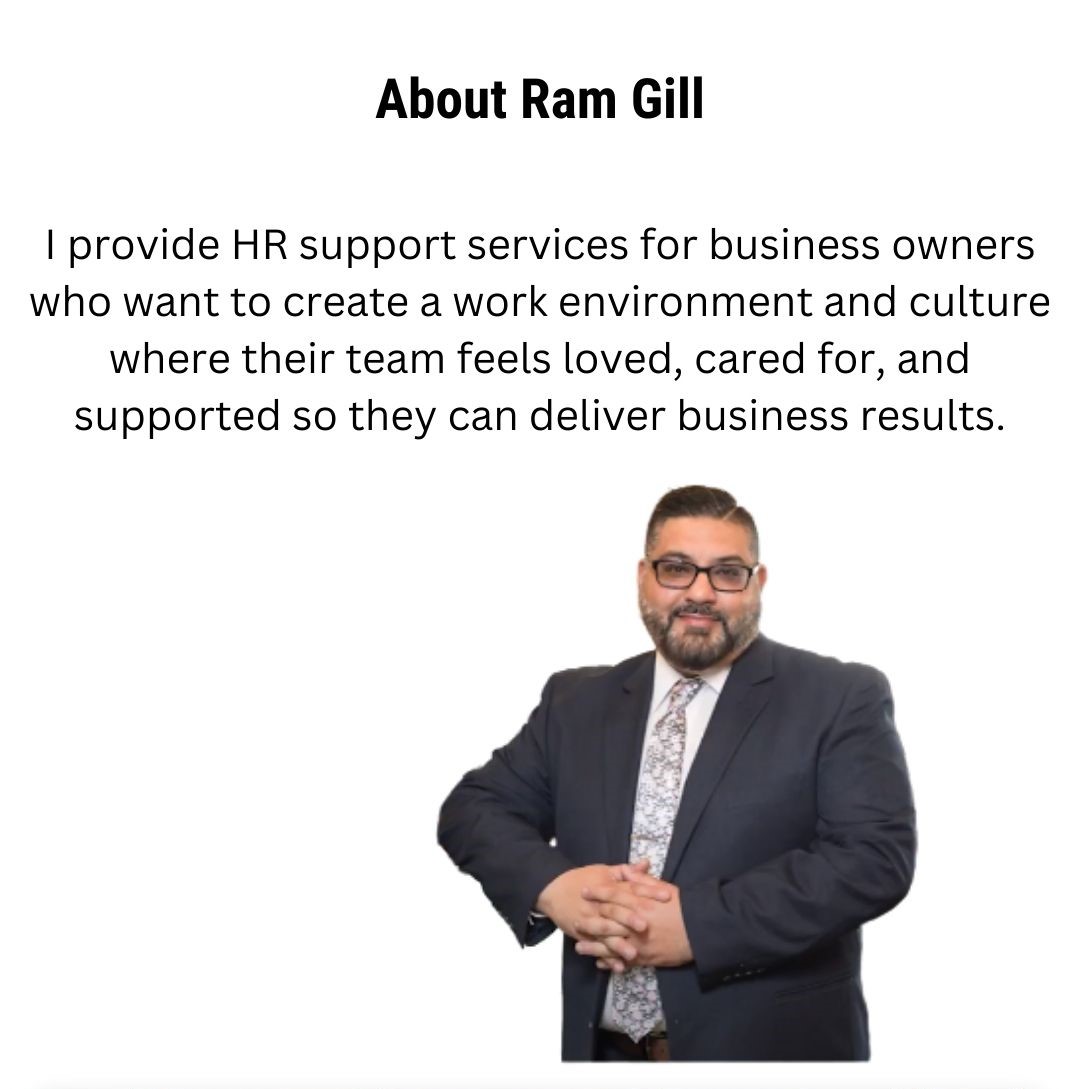 About Ram Gill
I provide HR support services for business owners
who want to create a work environment and culture
where their team feels loved, cared for, and
supported so they can deliver business results.